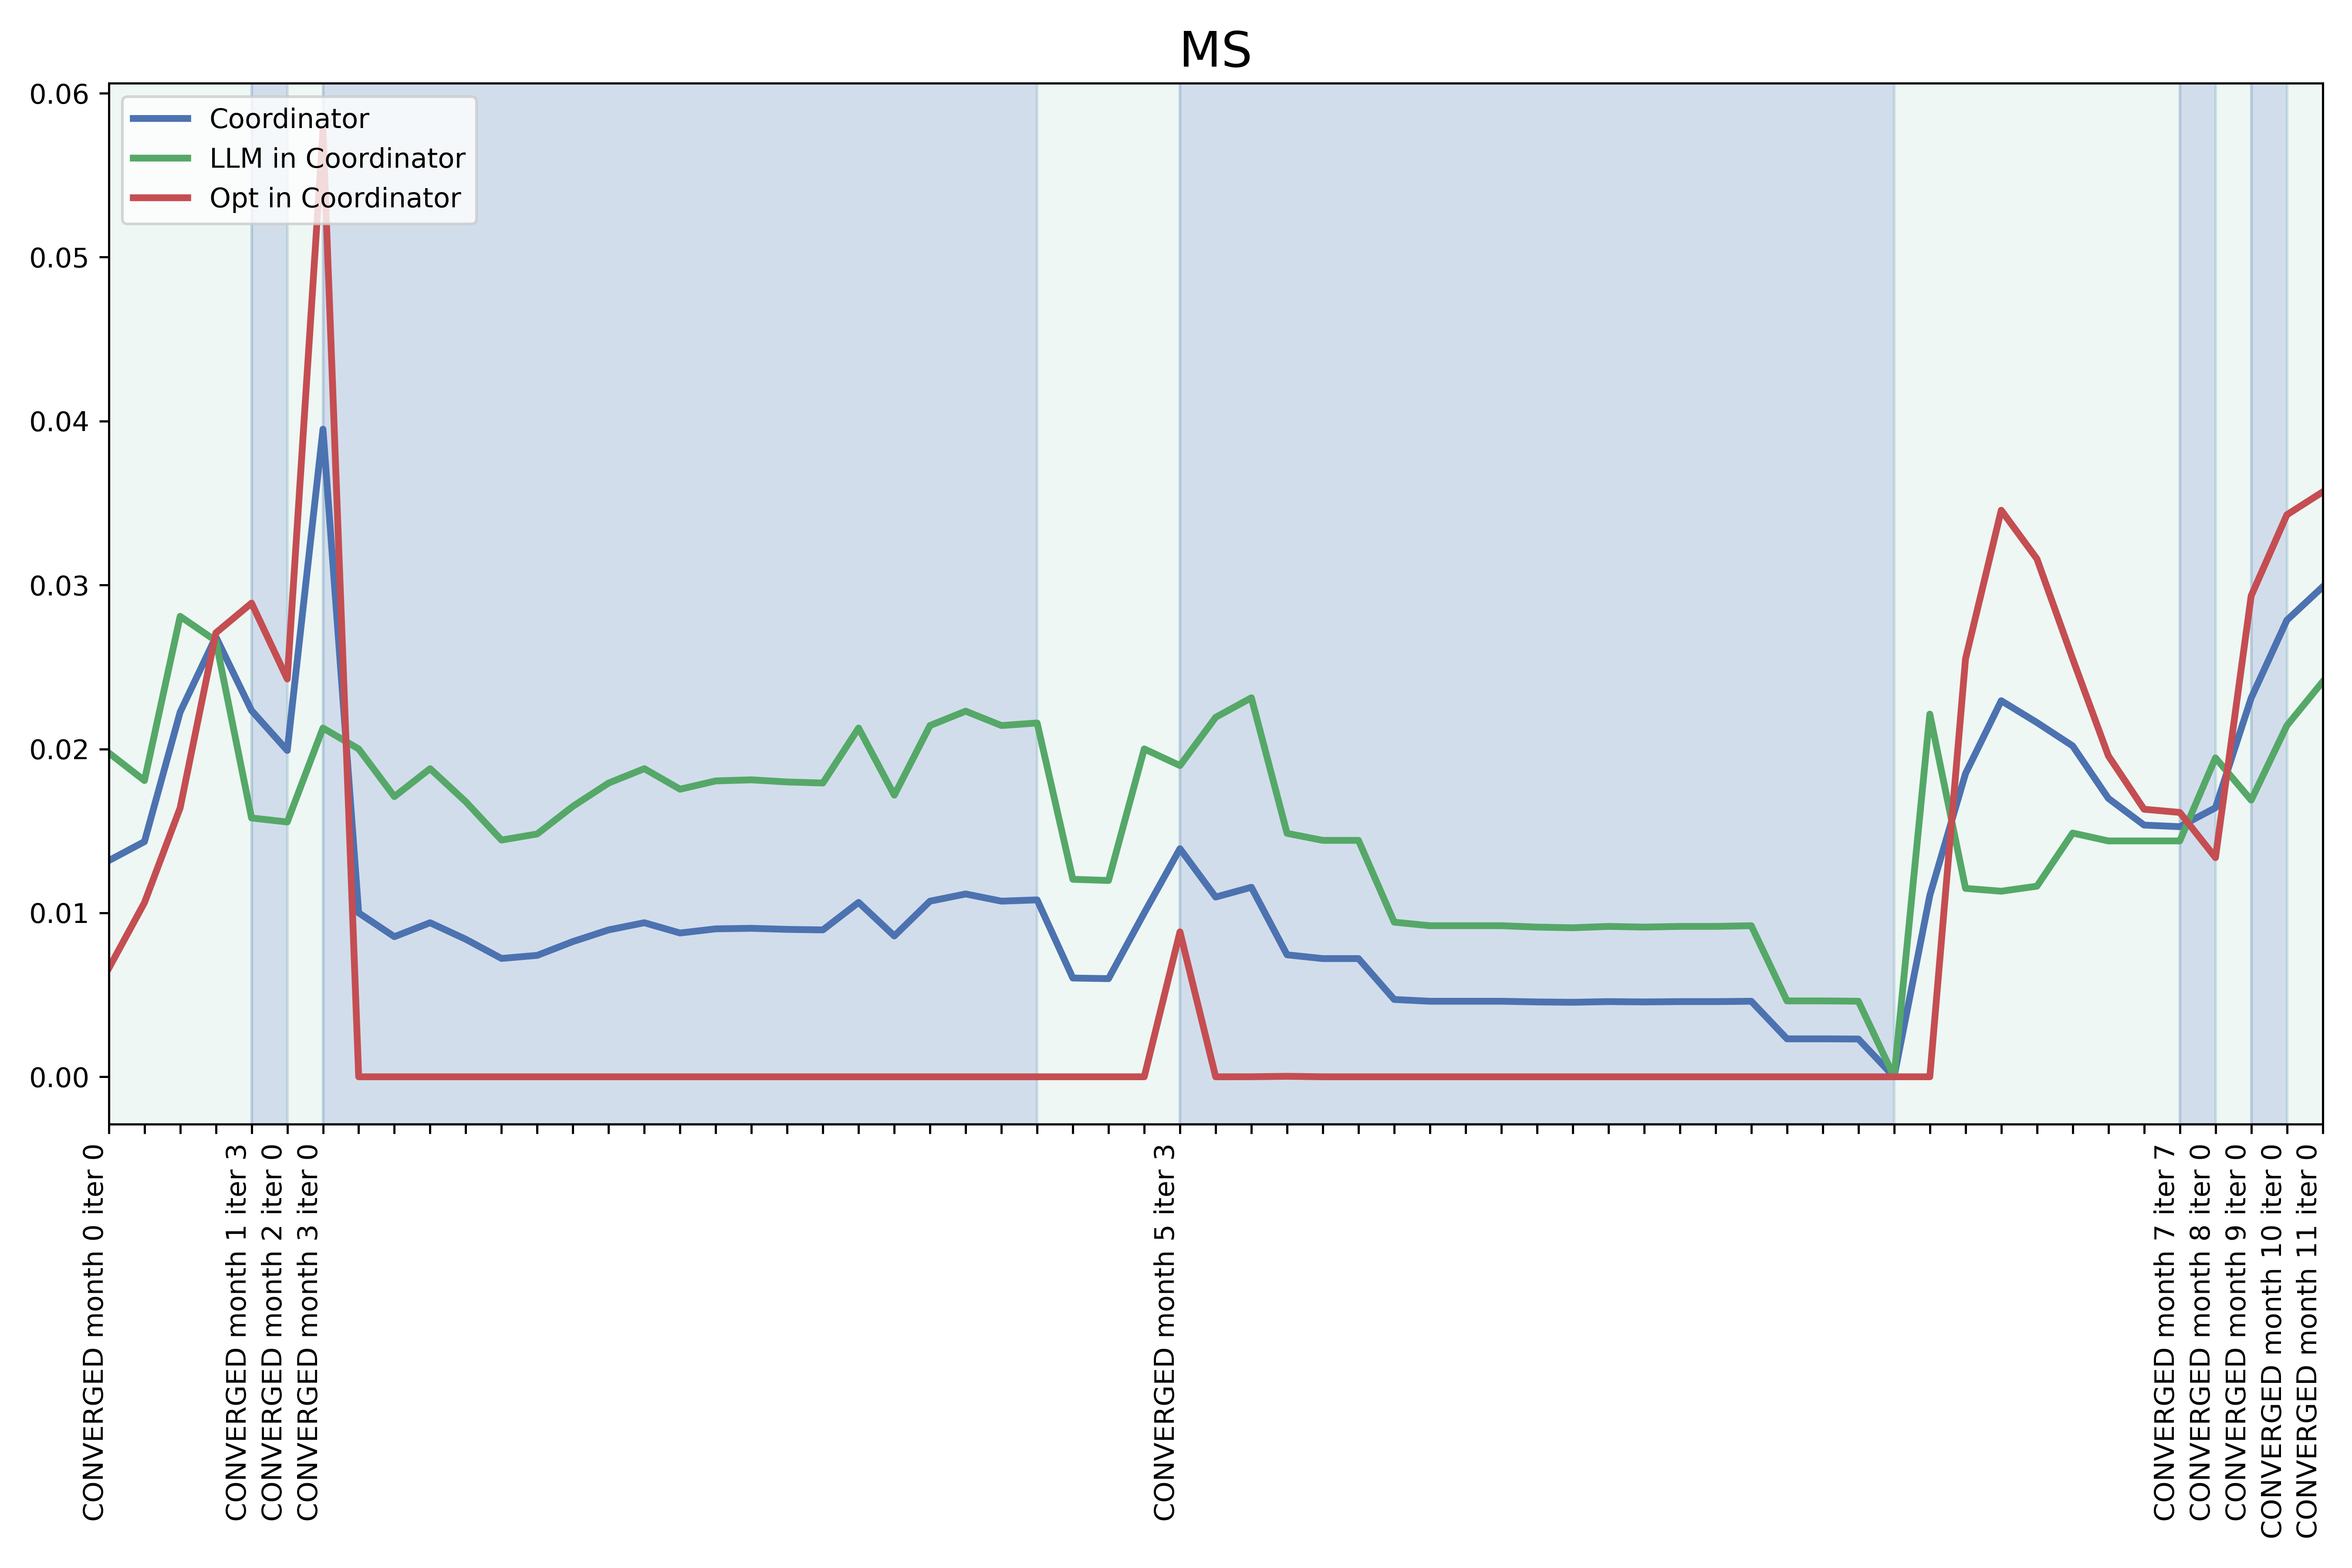 MS
0.06
0.05
0.04
0.03
0.02
0.01
0.00
Coordinator
LLM in Coordinator
Opt in Coordinator
CONVERGED month 0 iter 0
CONVERGED month 1 iter 3
CONVERGED month 2 iter 0
CONVERGED month 3 iter 0
CONVERGED month 5 iter 3
CONVERGED month 7 iter 7
CONVERGED month 8 iter 0
CONVERGED month 9 iter 0
CONVERGED month 10 iter 0
CONVERGED month 11 iter 0